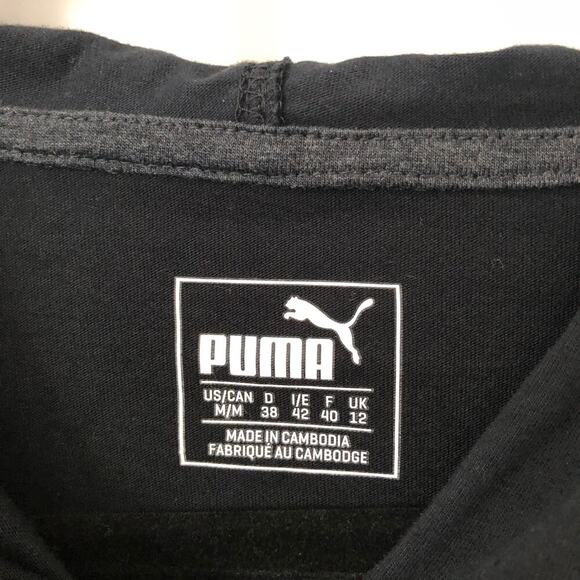 PUMA
US/CAN D I/E F UK
M/M 38 42 40 12
MADE IN CAMBODIA
FABRIQUÉ AU CAMBODGE